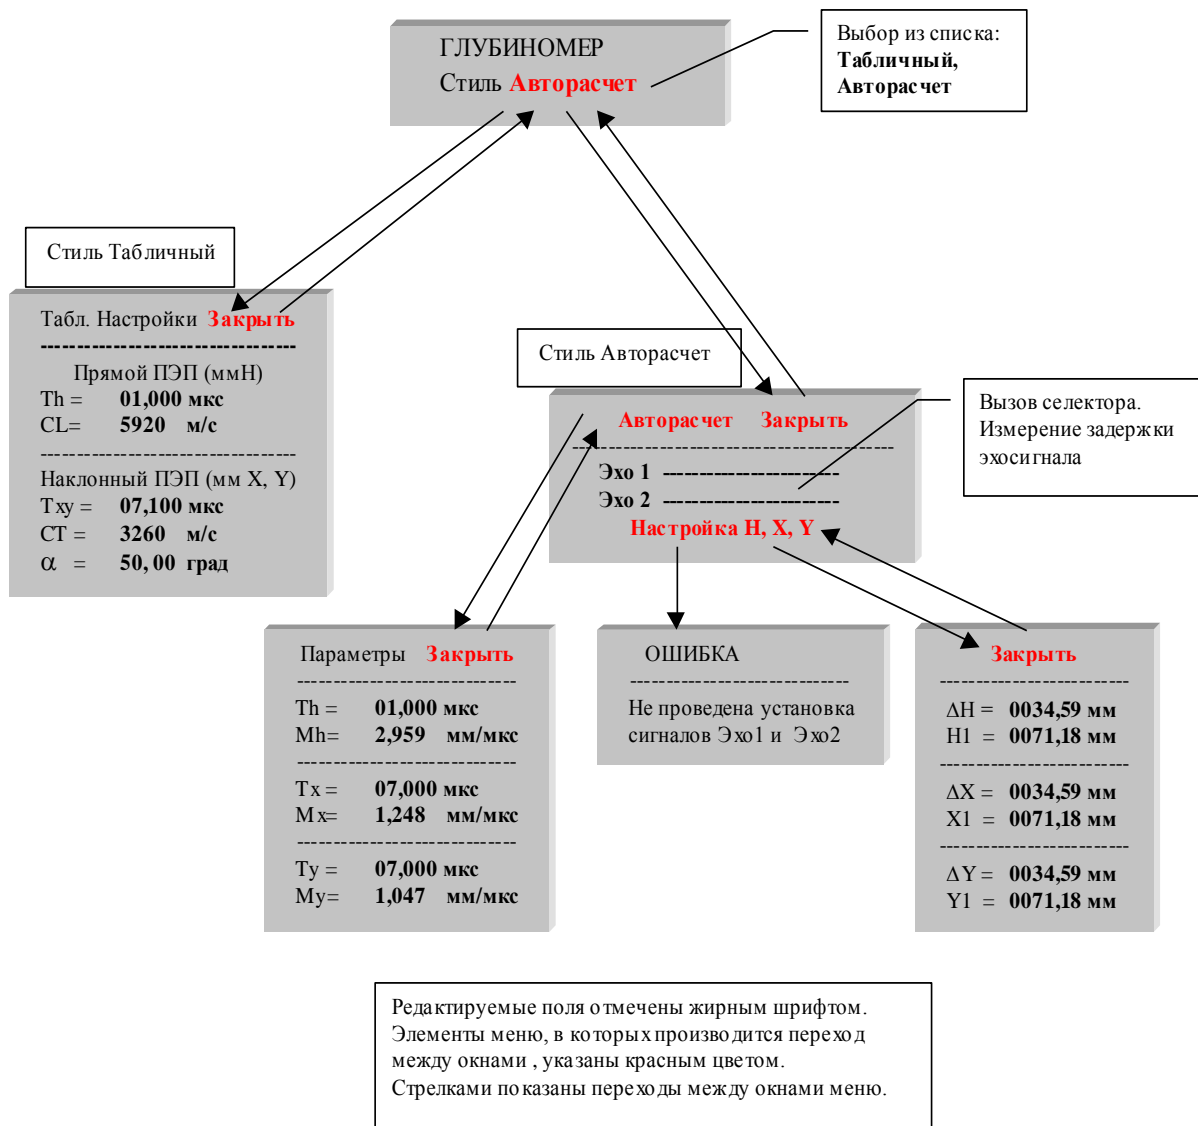 ГЛУБИНОМЕР
Стиль Авторасчет
Выбор из списка:
Табличный,
Авторасчет
Стиль Табличный
Табл. Настройки Закрыть
-----------------------------------
Прямой ПЭП (ммH)
Th = 01,000 мкс
CL= 5920 м/с
-----------------------------------
Наклонный ПЭП (мм X, Y)
Txy = 07,100 мкс
CT = 3260 м/с
α = 50,00 град
Стиль Авторасчет
Авторасчет Закрыть
-----------------------------------
Эхо 1 -------------------------
Эхо 2 -------------------------
Настройка H, X, Y
Вызов селектора.
Измерение задержки
эхосигнала
Параметры Закрыть
------------------------------
Th = 01,000 мкс
Mh= 2,959 мм/мкс
------------------------------
Tx = 07,000 мкс
Mx= 1,248 мм/мкс
------------------------------
Ty = 07,000 мкс
My= 1,047 мм/мкс
ОШИБКА
------------------------------
Не проведена установка
сигналов Эхо1 и Эхо2
Закрыть
--------------------------
ΔH = 0034,59 мм
H1 = 0071,18 мм
--------------------------
ΔX = 0034,59 мм
X1 = 0071,18 мм
--------------------------
ΔY = 0034,59 мм
Y1 = 0071,18 мм
Редактируемые поля отмечены жирным шрифтом.
Элементы меню, в которых производится переход
между окнами , указаны красным цветом.
Стрелками показаны переходы между окнами меню.